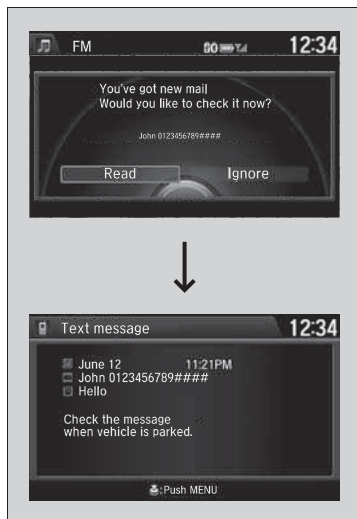 FM
12:34
You've got new mail
Would you like to check it now?
John 0123456789####
Read
Ignore
Text message
12:34
June 12 11:21PM
John 0123456789####
Hello
Check the message
when vehicle is parked.
:Push MENU